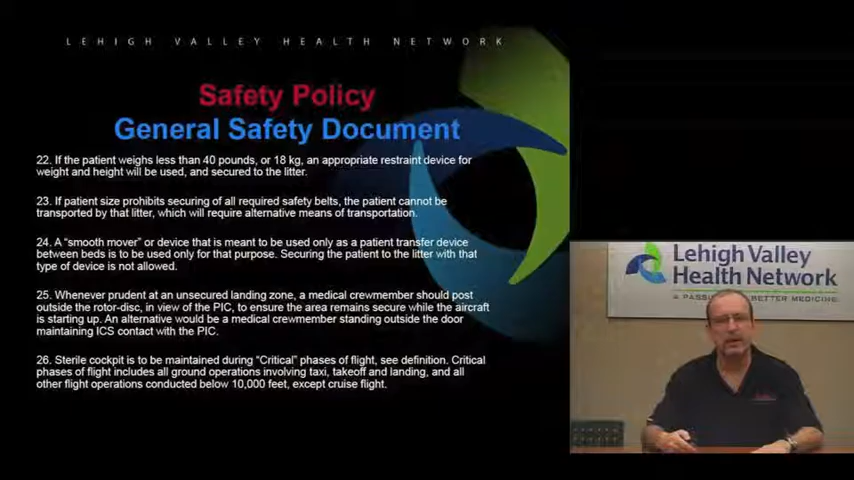 LEHIGH VALLEY HEALTH NETWORK
Safety Policy
General Safety Document
22. If the patient weighs less than 40 pounds, or 18 kg, an appropriate restraint device for
weight and height will be used, and secured to the litter.
23. If patient size prohibits securing of all required safety belts, the patient cannot be
transported by that litter, which will require alternative means of transportation.
24. A “smooth mover” or device that is meant to be used only as a patient transfer device
between beds is to be used only for that purpose. Securing the patient to the litter with that
type of device is not allowed.
25. Whenever prudent at an unsecured landing zone, a medical crewmember should post
outside the rotor-disc, in view of the PIC, to ensure the area remains secure while the aircraft
is starting up. An alternative would be a medical crewmember standing outside the door
maintaining ICS contact with the PIC.
26. Sterile cockpit is to be maintained during “Critical” phases of flight, see definition. Critical
phases of flight includes all ground operations involving taxi, takeoff and landing, and all
other flight operations conducted below 10,000 feet, except cruise flight.
Lehigh Valley
Health Network
A PASSION FOR BETTER MEDICINE